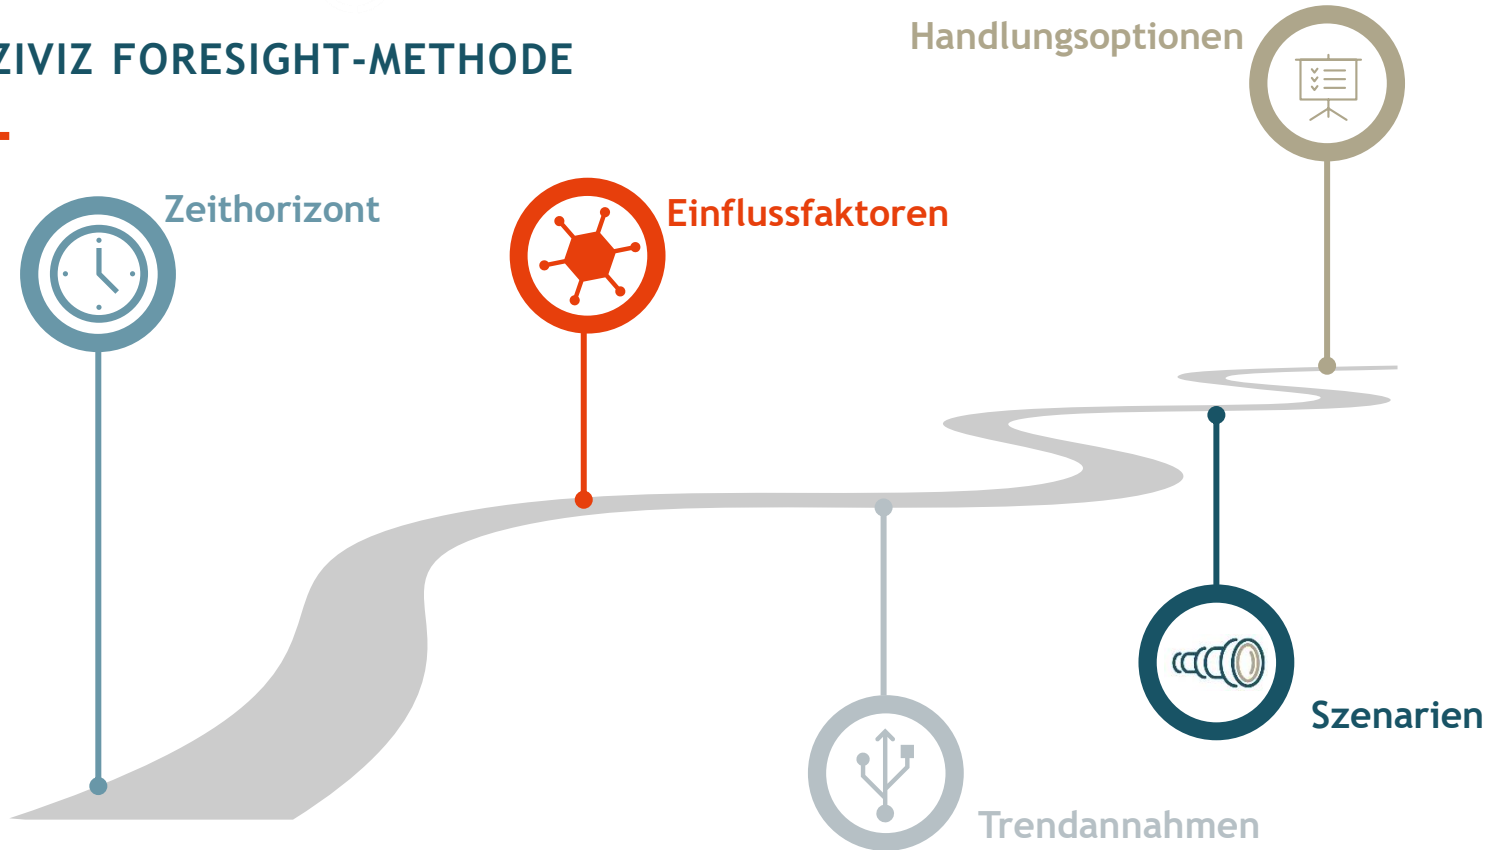 ZIVIZ FORESIGHT-METHODE
Handlungsoptionen
Zeithorizont
Einflussfaktoren
Szenarien
Trendannahmen